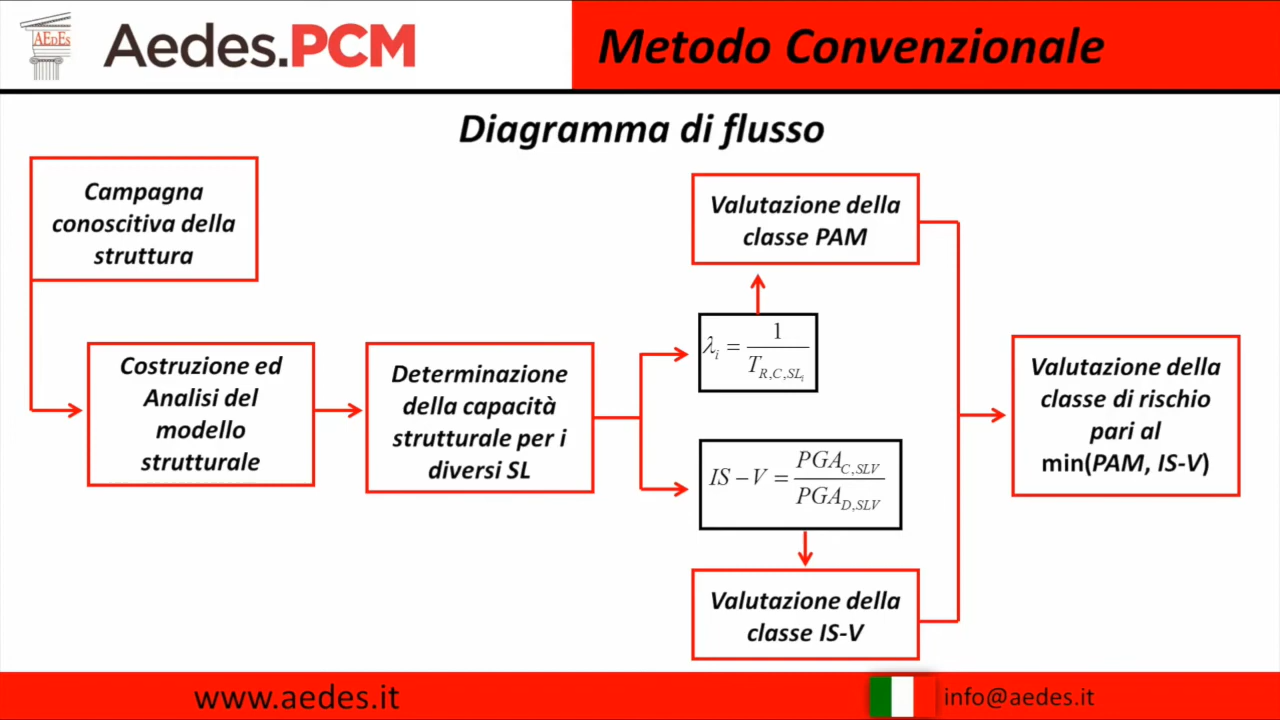 AEDES
Aedes.PCM
Metodo Convenzionale
Diagramma di flusso
Campagna
conoscitiva della
struttura
Costruzione ed
Analisi del
modello
strutturale
Determinazione
della capacità
strutturale per i
diversi SL
Valutazione della
classe PAM
λi = 1 / TR,C,SLi
IS – V = PGAC,SLV / PGAD,SLV
Valutazione della
classe IS-V
Valutazione della
classe di rischio
pari al
min(PAM, IS-V)
www.aedes.it
info@aedes.it